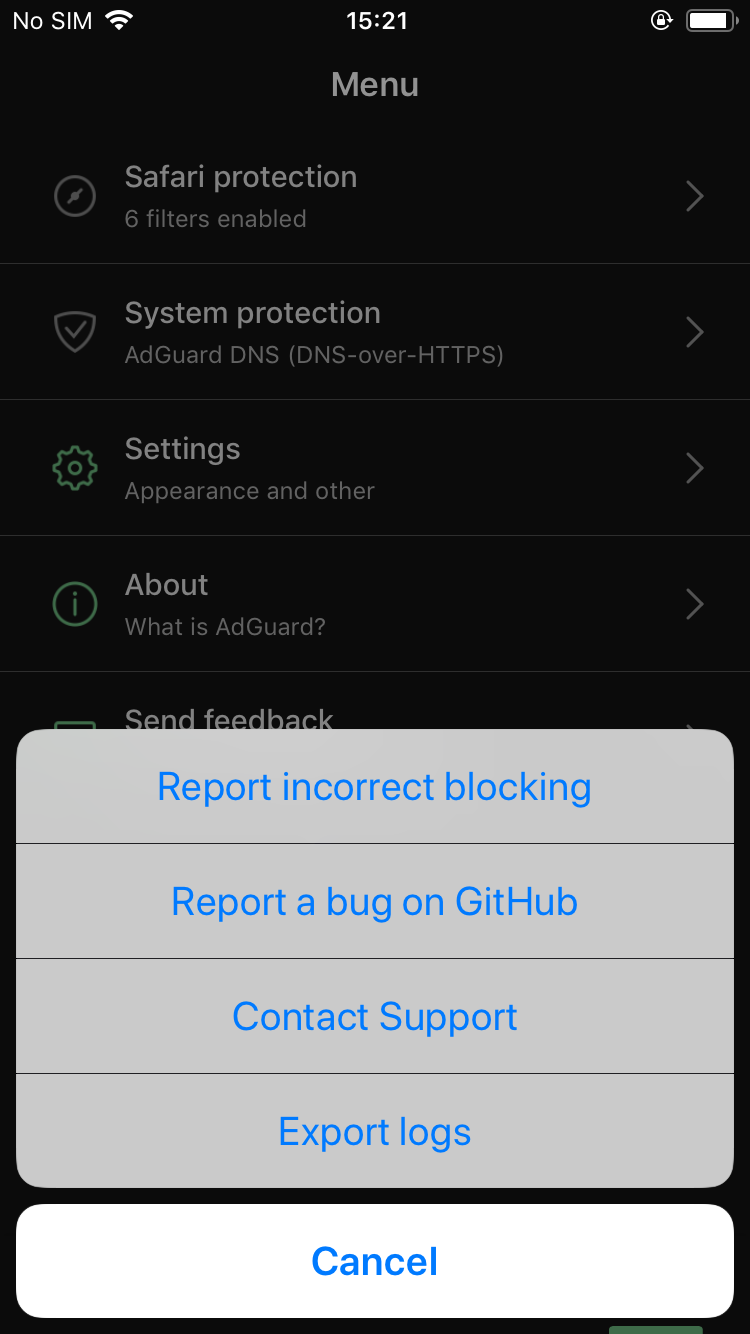 No SIM 15:21
Menu
Safari protection
6 filters enabled
System protection
AdGuard DNS (DNS-over-HTTPS)
Settings
Appearance and other
About
What is AdGuard?
Send feedback
Report incorrect blocking
Report a bug on GitHub
Contact Support
Export logs
Cancel